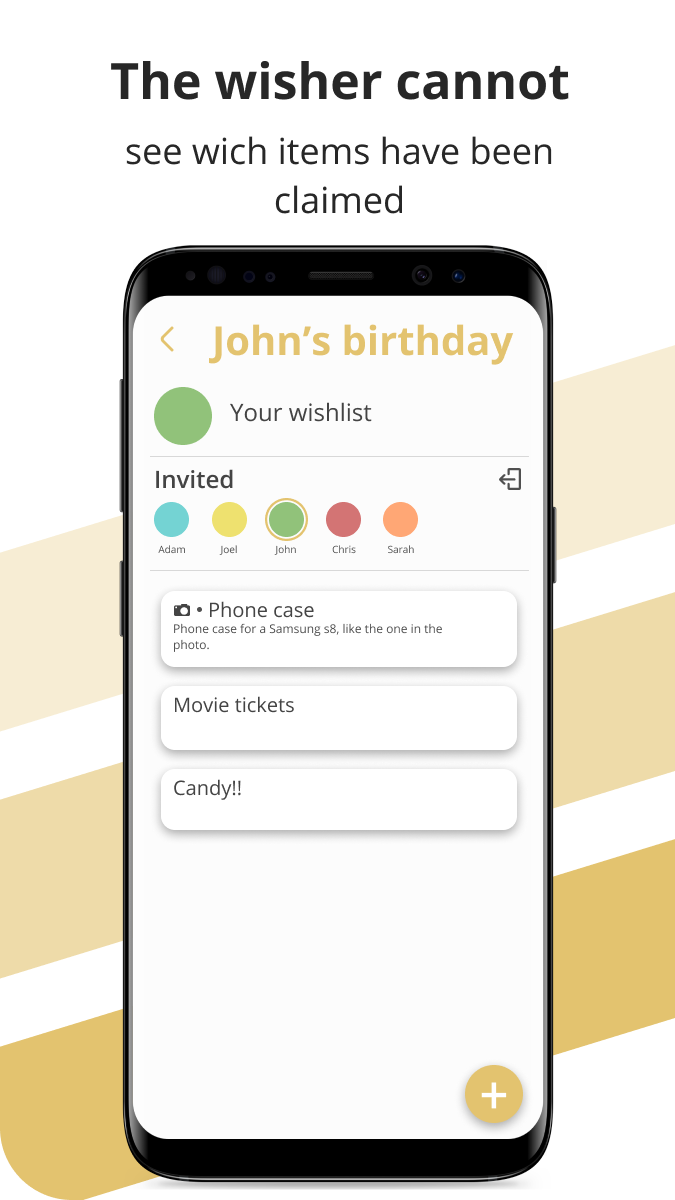 The wisher cannot
see wich items have been
claimed
John's birthday
Your wishlist
Invited
Adam Joel John Chris Sarah
• Phone case
Phone case for a Samsung s8, like the one in the
photo.
Movie tickets
Candy!!